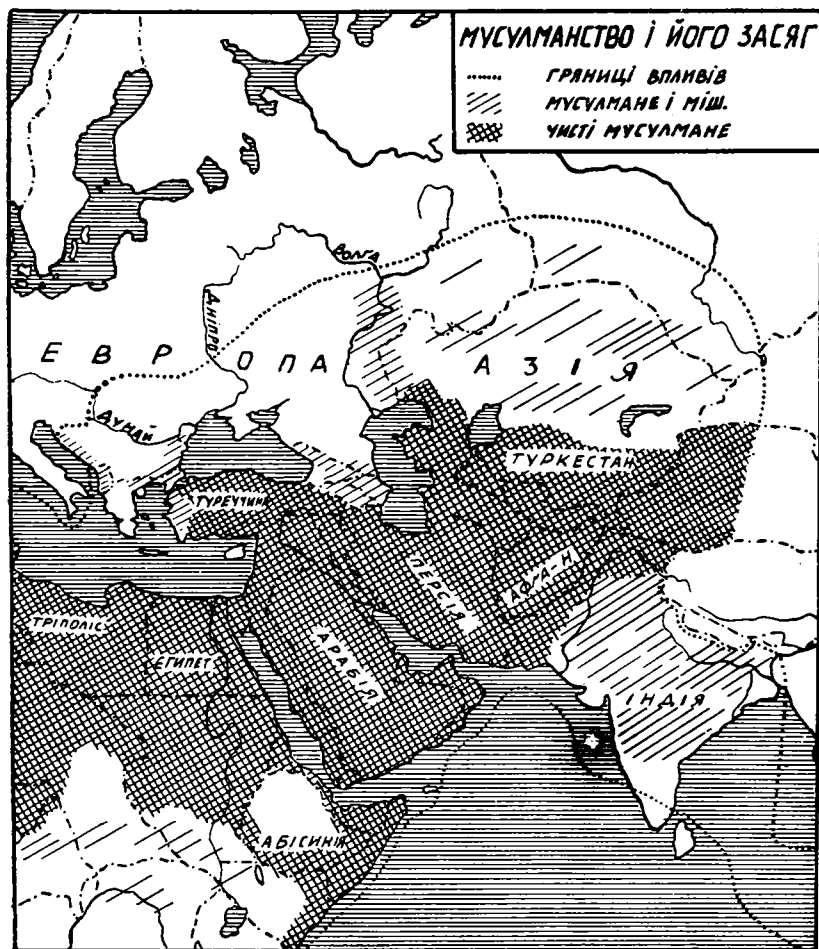 МУСУЛМАНСТВО І ЙОГО ЗАСЯГ
ГРЯНИЦІ ВПЛИВІВ
МУСУЛМАНЕ І МІШ.
ЧИСТІ МУСУЛМАНЕ
ВОЛГА
ДНІПРО
ЕВРОПА
АЗІЯ
ДУНАЙ
ТУРКЕСТАН
ТУРЕЧЧИНА
ПЕРСІЯ
ТРІПОЛІС
ЕГИПЕТ
АРАБІЯ
ІНДІЯ
АБІСИНІЯ